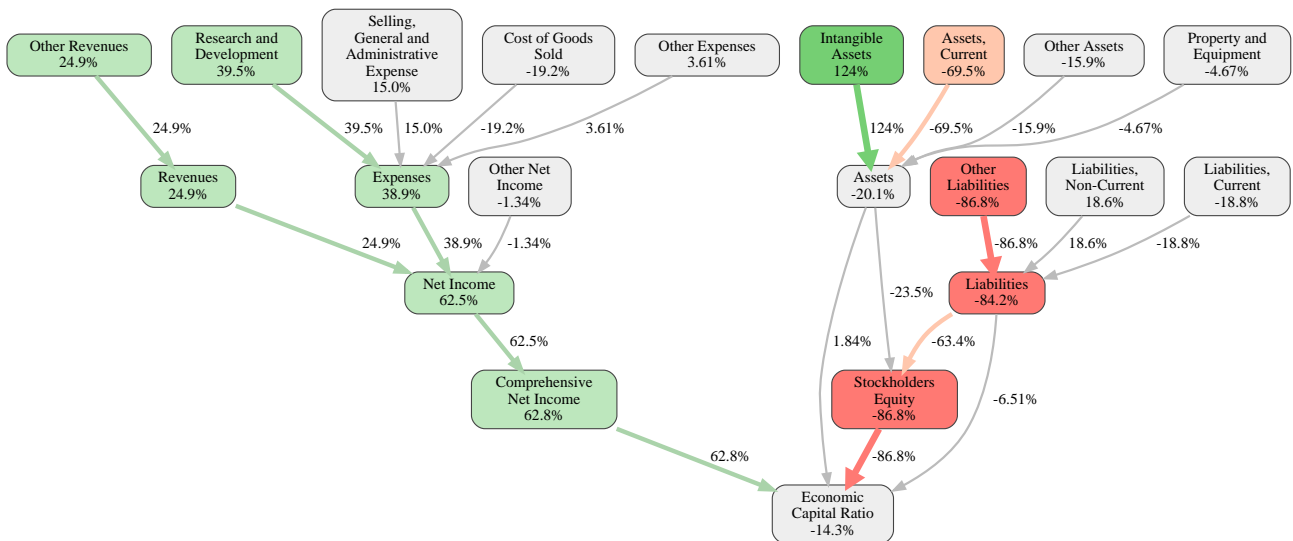 Other Revenues
24.9%
Research and
Development
39.5%
Selling,
General and
Administrative
Expense
15.0%
Cost of Goods
Sold
-19.2%
Other Expenses
3.61%
Intangible
Assets
124%
Assets,
Current
-69.5%
Other Assets
-15.9%
Property and
Equipment
-4.67%
24.9%
39.5%
15.0%
-19.2%
3.61%
124%
-69.5%
-15.9%
-4.67%
Revenues
24.9%
Expenses
38.9%
Other Net
Income
-1.34%
Assets
-20.1%
Other
Liabilities
-86.8%
Liabilities,
Non-Current
18.6%
Liabilities,
Current
-18.8%
24.9%
38.9%
-1.34%
-86.8%
18.6%
-18.8%
Net Income
62.5%
-23.5%
Liabilities
-84.2%
62.5%
1.84%
-63.4%
Comprehensive
Net Income
62.8%
Stockholders
Equity
-86.8%
-6.51%
62.8%
-86.8%
Economic
Capital Ratio
-14.3%